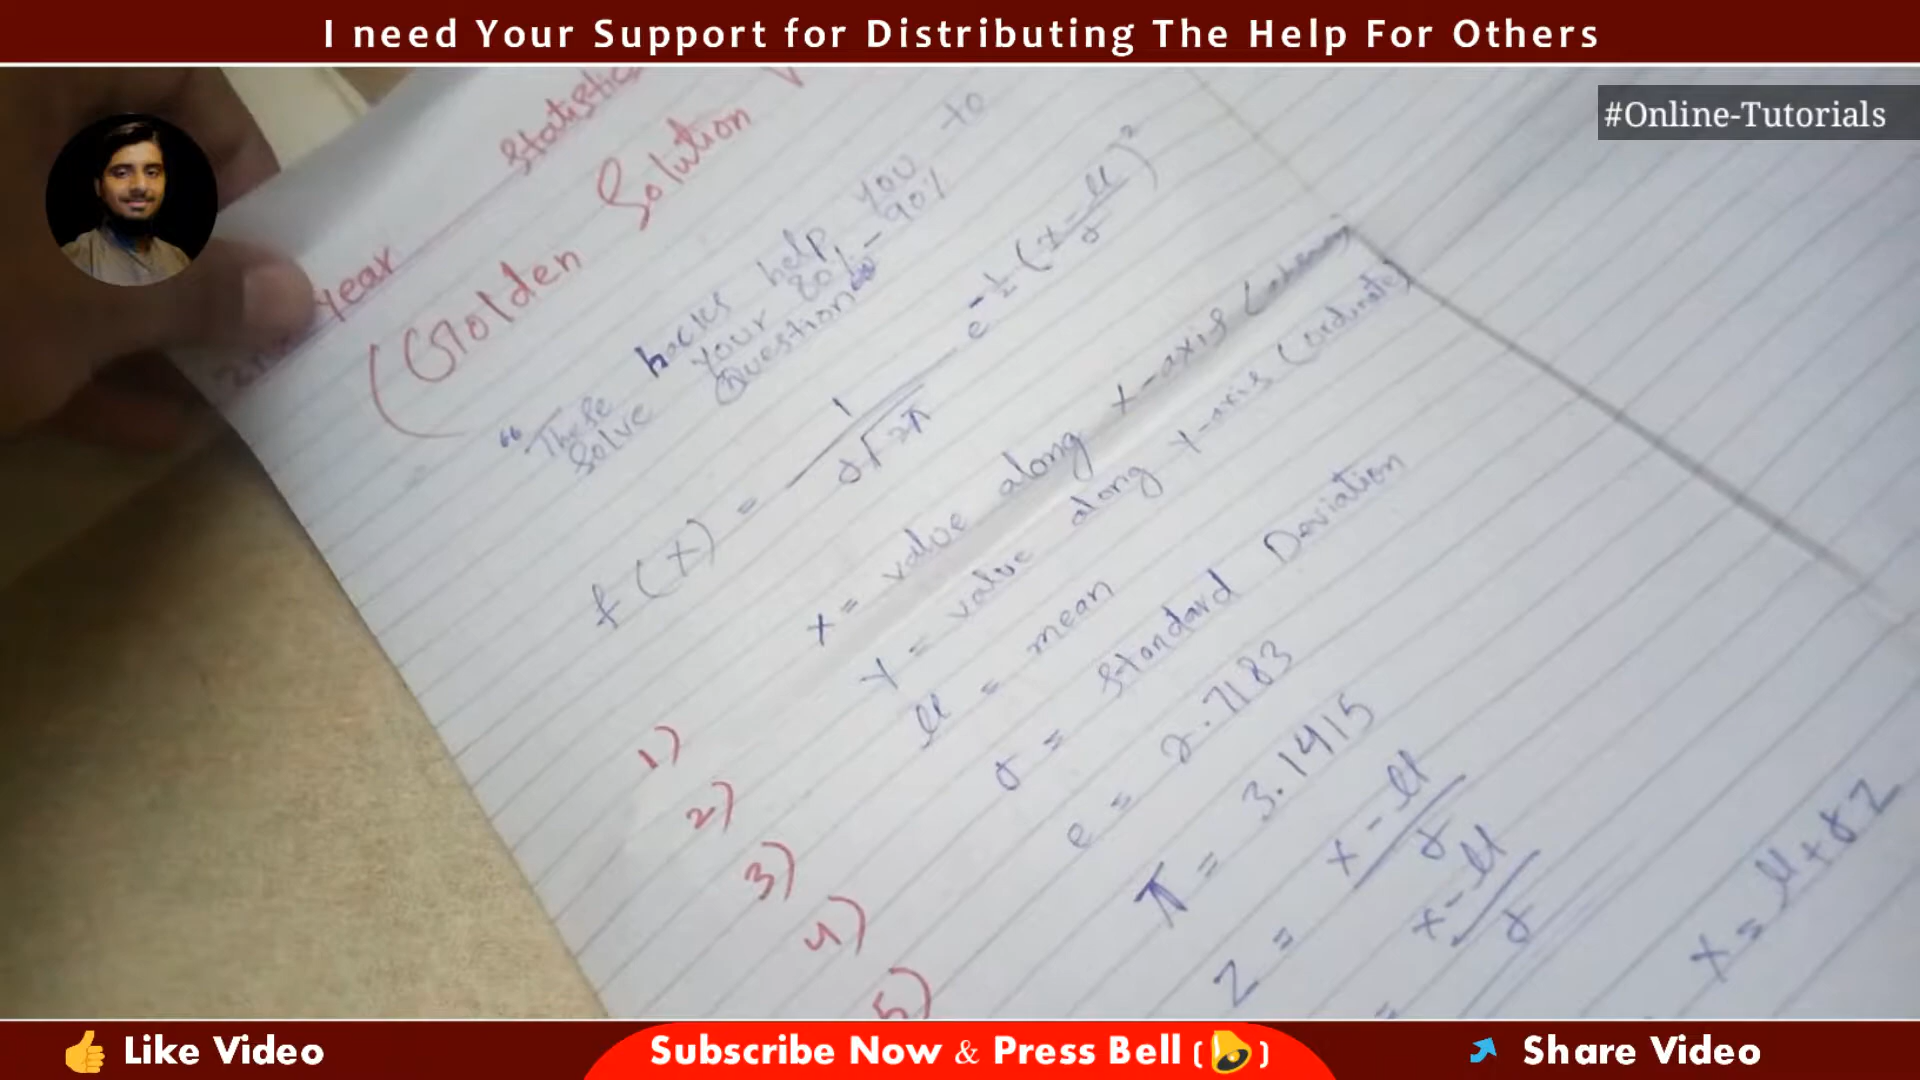 I need Your Support for Distributing The Help For Others
#Online-Tutorials
Statistic
year
(Golden Solution
"These hacks help you to
solve your 80% - 90%
Questions
f(x) = 1/σ√2π e^-1/2 (x-μ/σ)^2
x = value along x-axis
y = value along y-axis (ordinate)
μ = mean
σ = Standard Deviation
e = 2.7183
π = 3.1415
1)
2)
3)
4)
5)
Z = x-μ/σ
x-μ/σ
x = μ + σz
Like Video
Subscribe Now & Press Bell ( )
Share Video